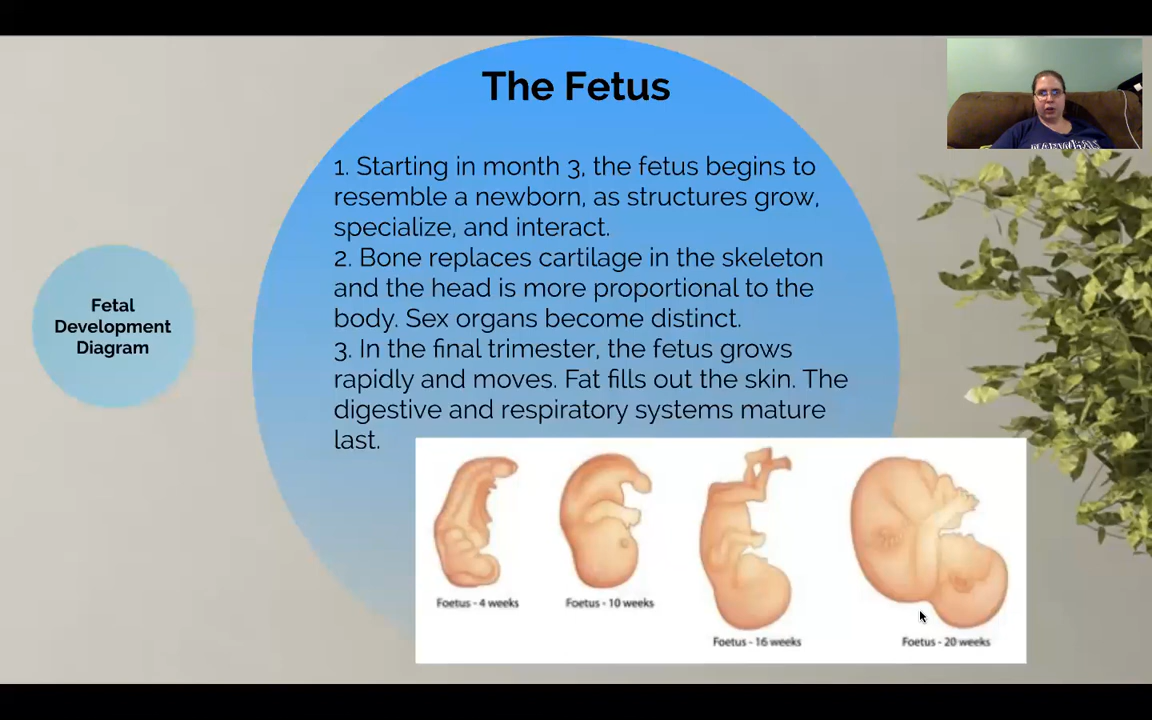 The Fetus
1. Starting in month 3, the fetus begins to
resemble a newborn, as structures grow,
specialize, and interact.
2. Bone replaces cartilage in the skeleton
and the head is more proportional to the
body. Sex organs become distinct.
3. In the final trimester, the fetus grows
rapidly and moves. Fat fills out the skin. The
digestive and respiratory systems mature
last.
Fetal
Development
Diagram
Foetus - 4 weeks
Foetus - 10 weeks
Foetus - 16 weeks
Foetus - 20 weeks